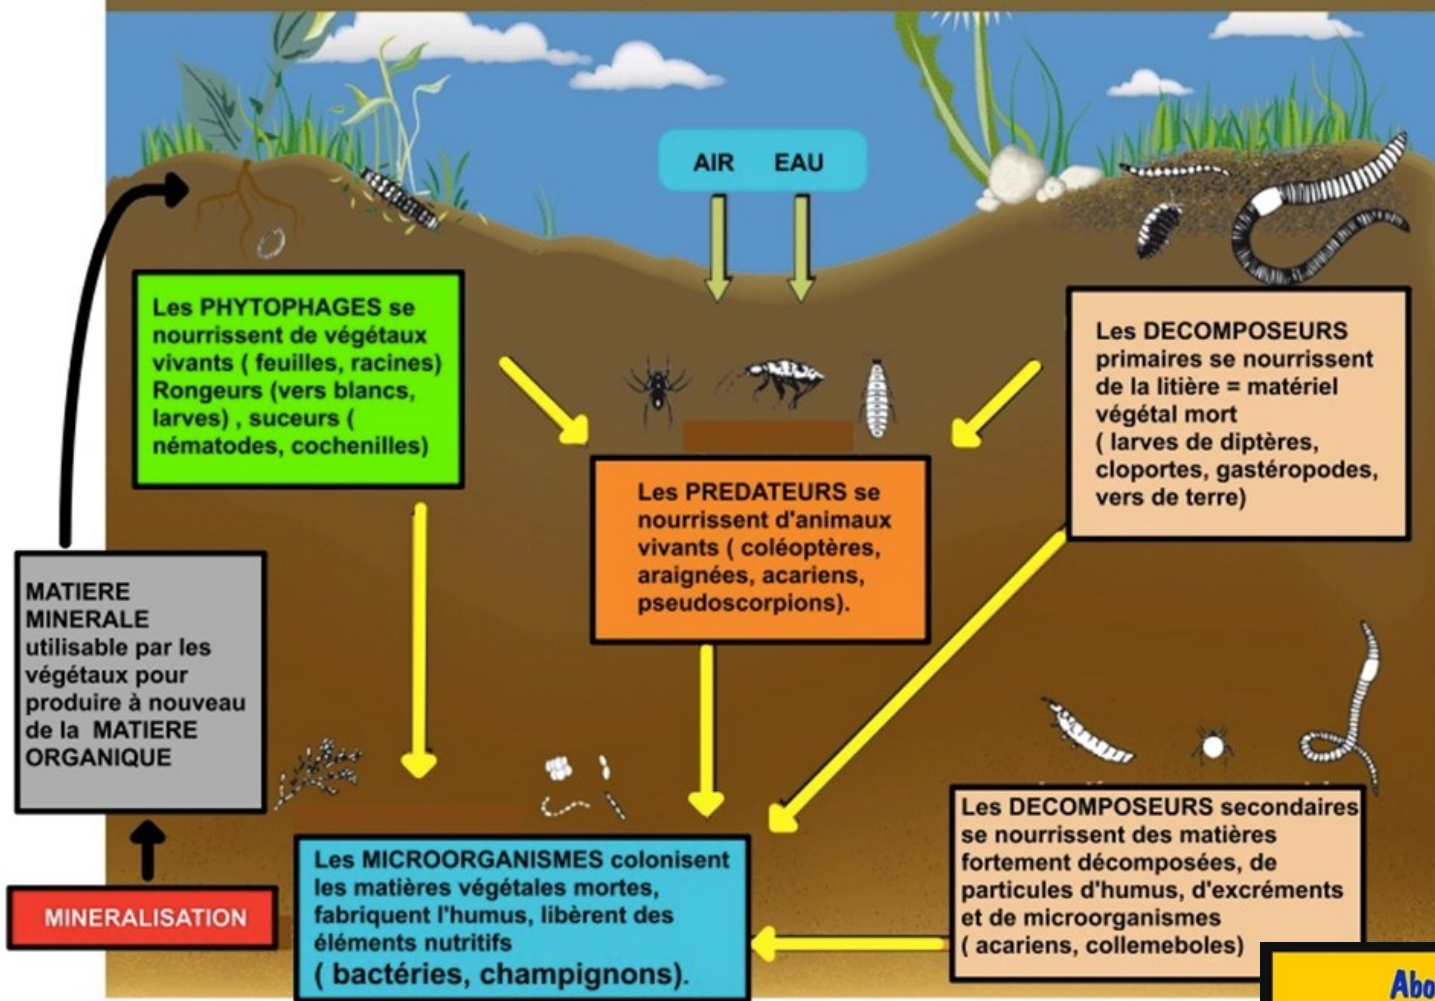 AIR EAU
Les PHYTOPHAGES se
nourrissent de végétaux
vivants ( feuilles, racines)
Rongeurs (vers blancs,
larves) , suceurs (
nématodes, cochenilles)
Les DECOMPOSEURS
primaires se nourrissent
de la litière = matériel
végétal mort
( larves de diptères,
cloportes, gastéropodes,
vers de terre)
Les PREDATEURS se
nourrissent d'animaux
vivants ( coléoptères,
araignées, acariens,
pseudoscorpions).
MATIERE
MINERALE
utilisable par les
végétaux pour
produire à nouveau
de la MATIERE
ORGANIQUE
MINERALISATION
Les MICROORGANISMES colonisent
les matières végétales mortes,
fabriquent l'humus, libèrent des
éléments nutritifs
( bactéries, champignons).
Les DECOMPOSEURS secondaires
se nourrissent des matières
fortement décomposées, de
particules d'humus, d'excréments
et de microorganismes
( acariens, collemeboles)